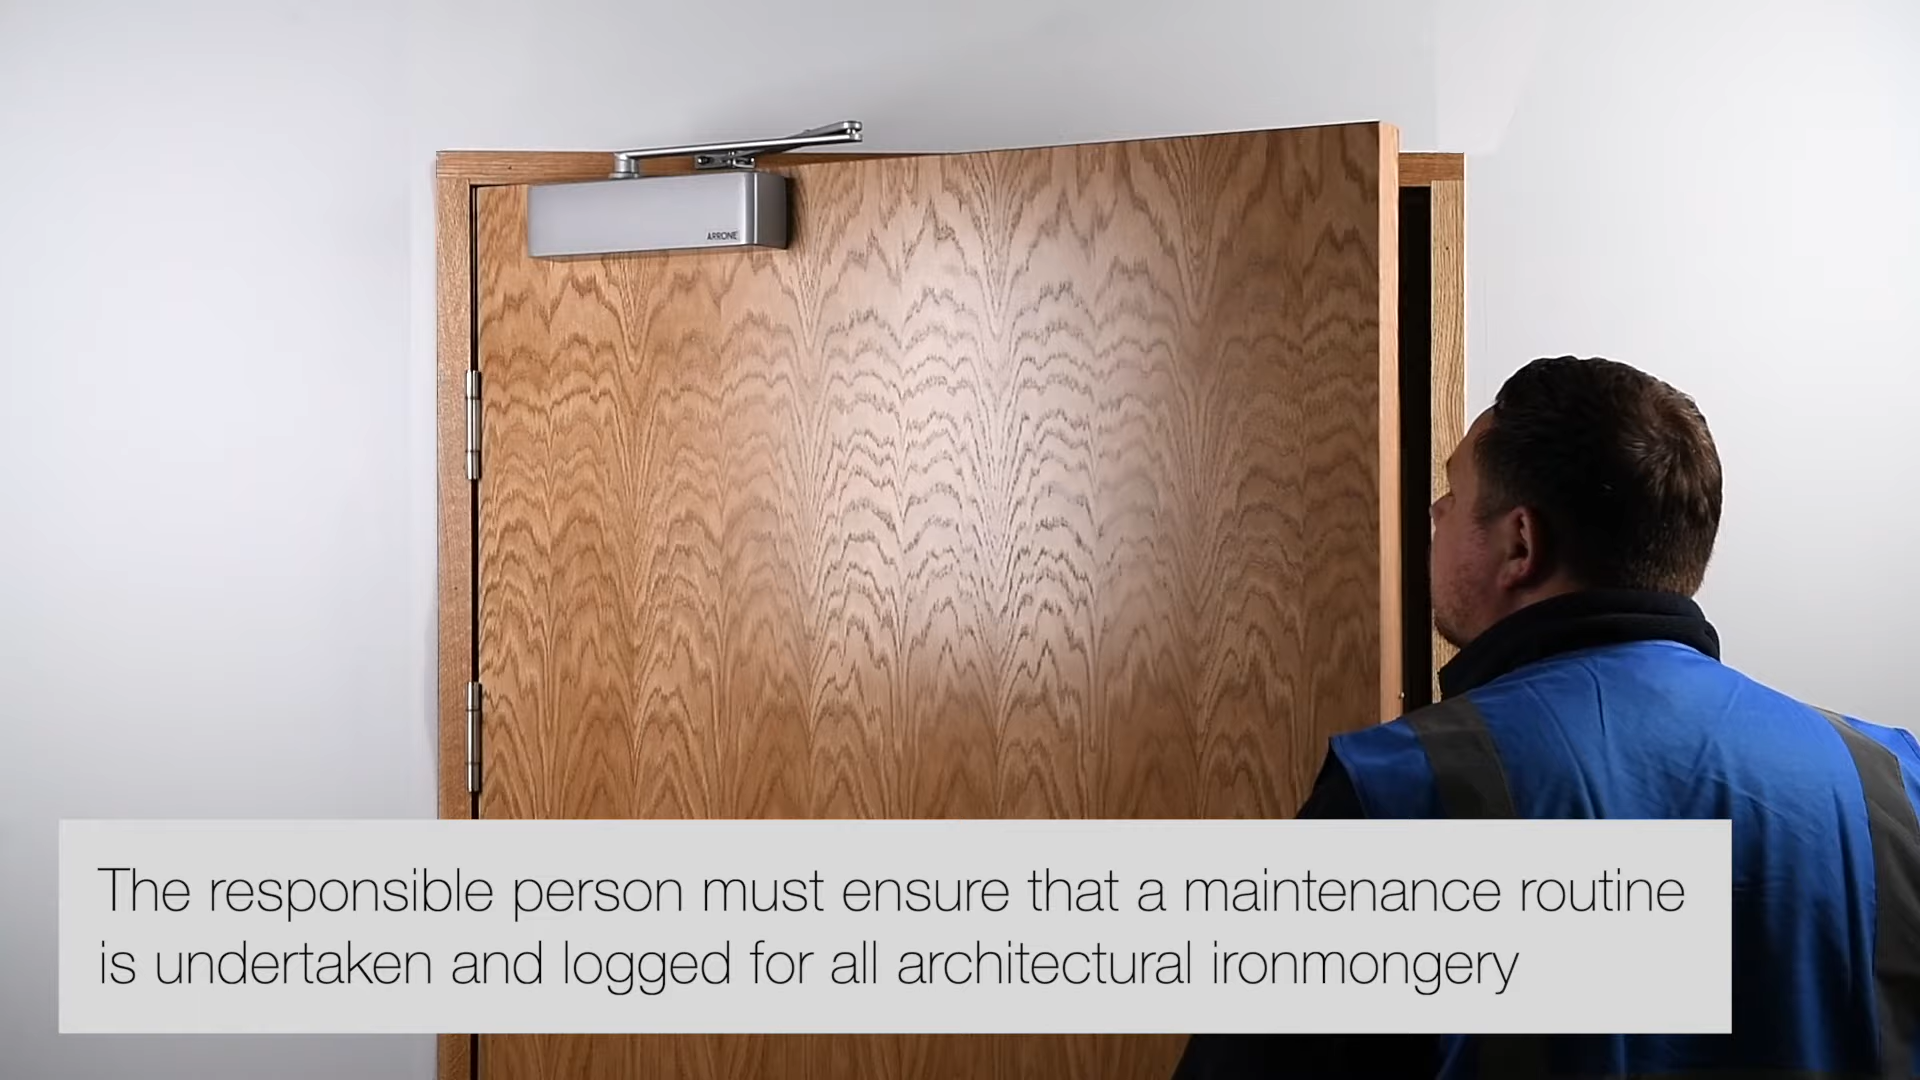 ARRONE
The responsible person must ensure that a maintenance routine
is undertaken and logged for all architectural ironmongery